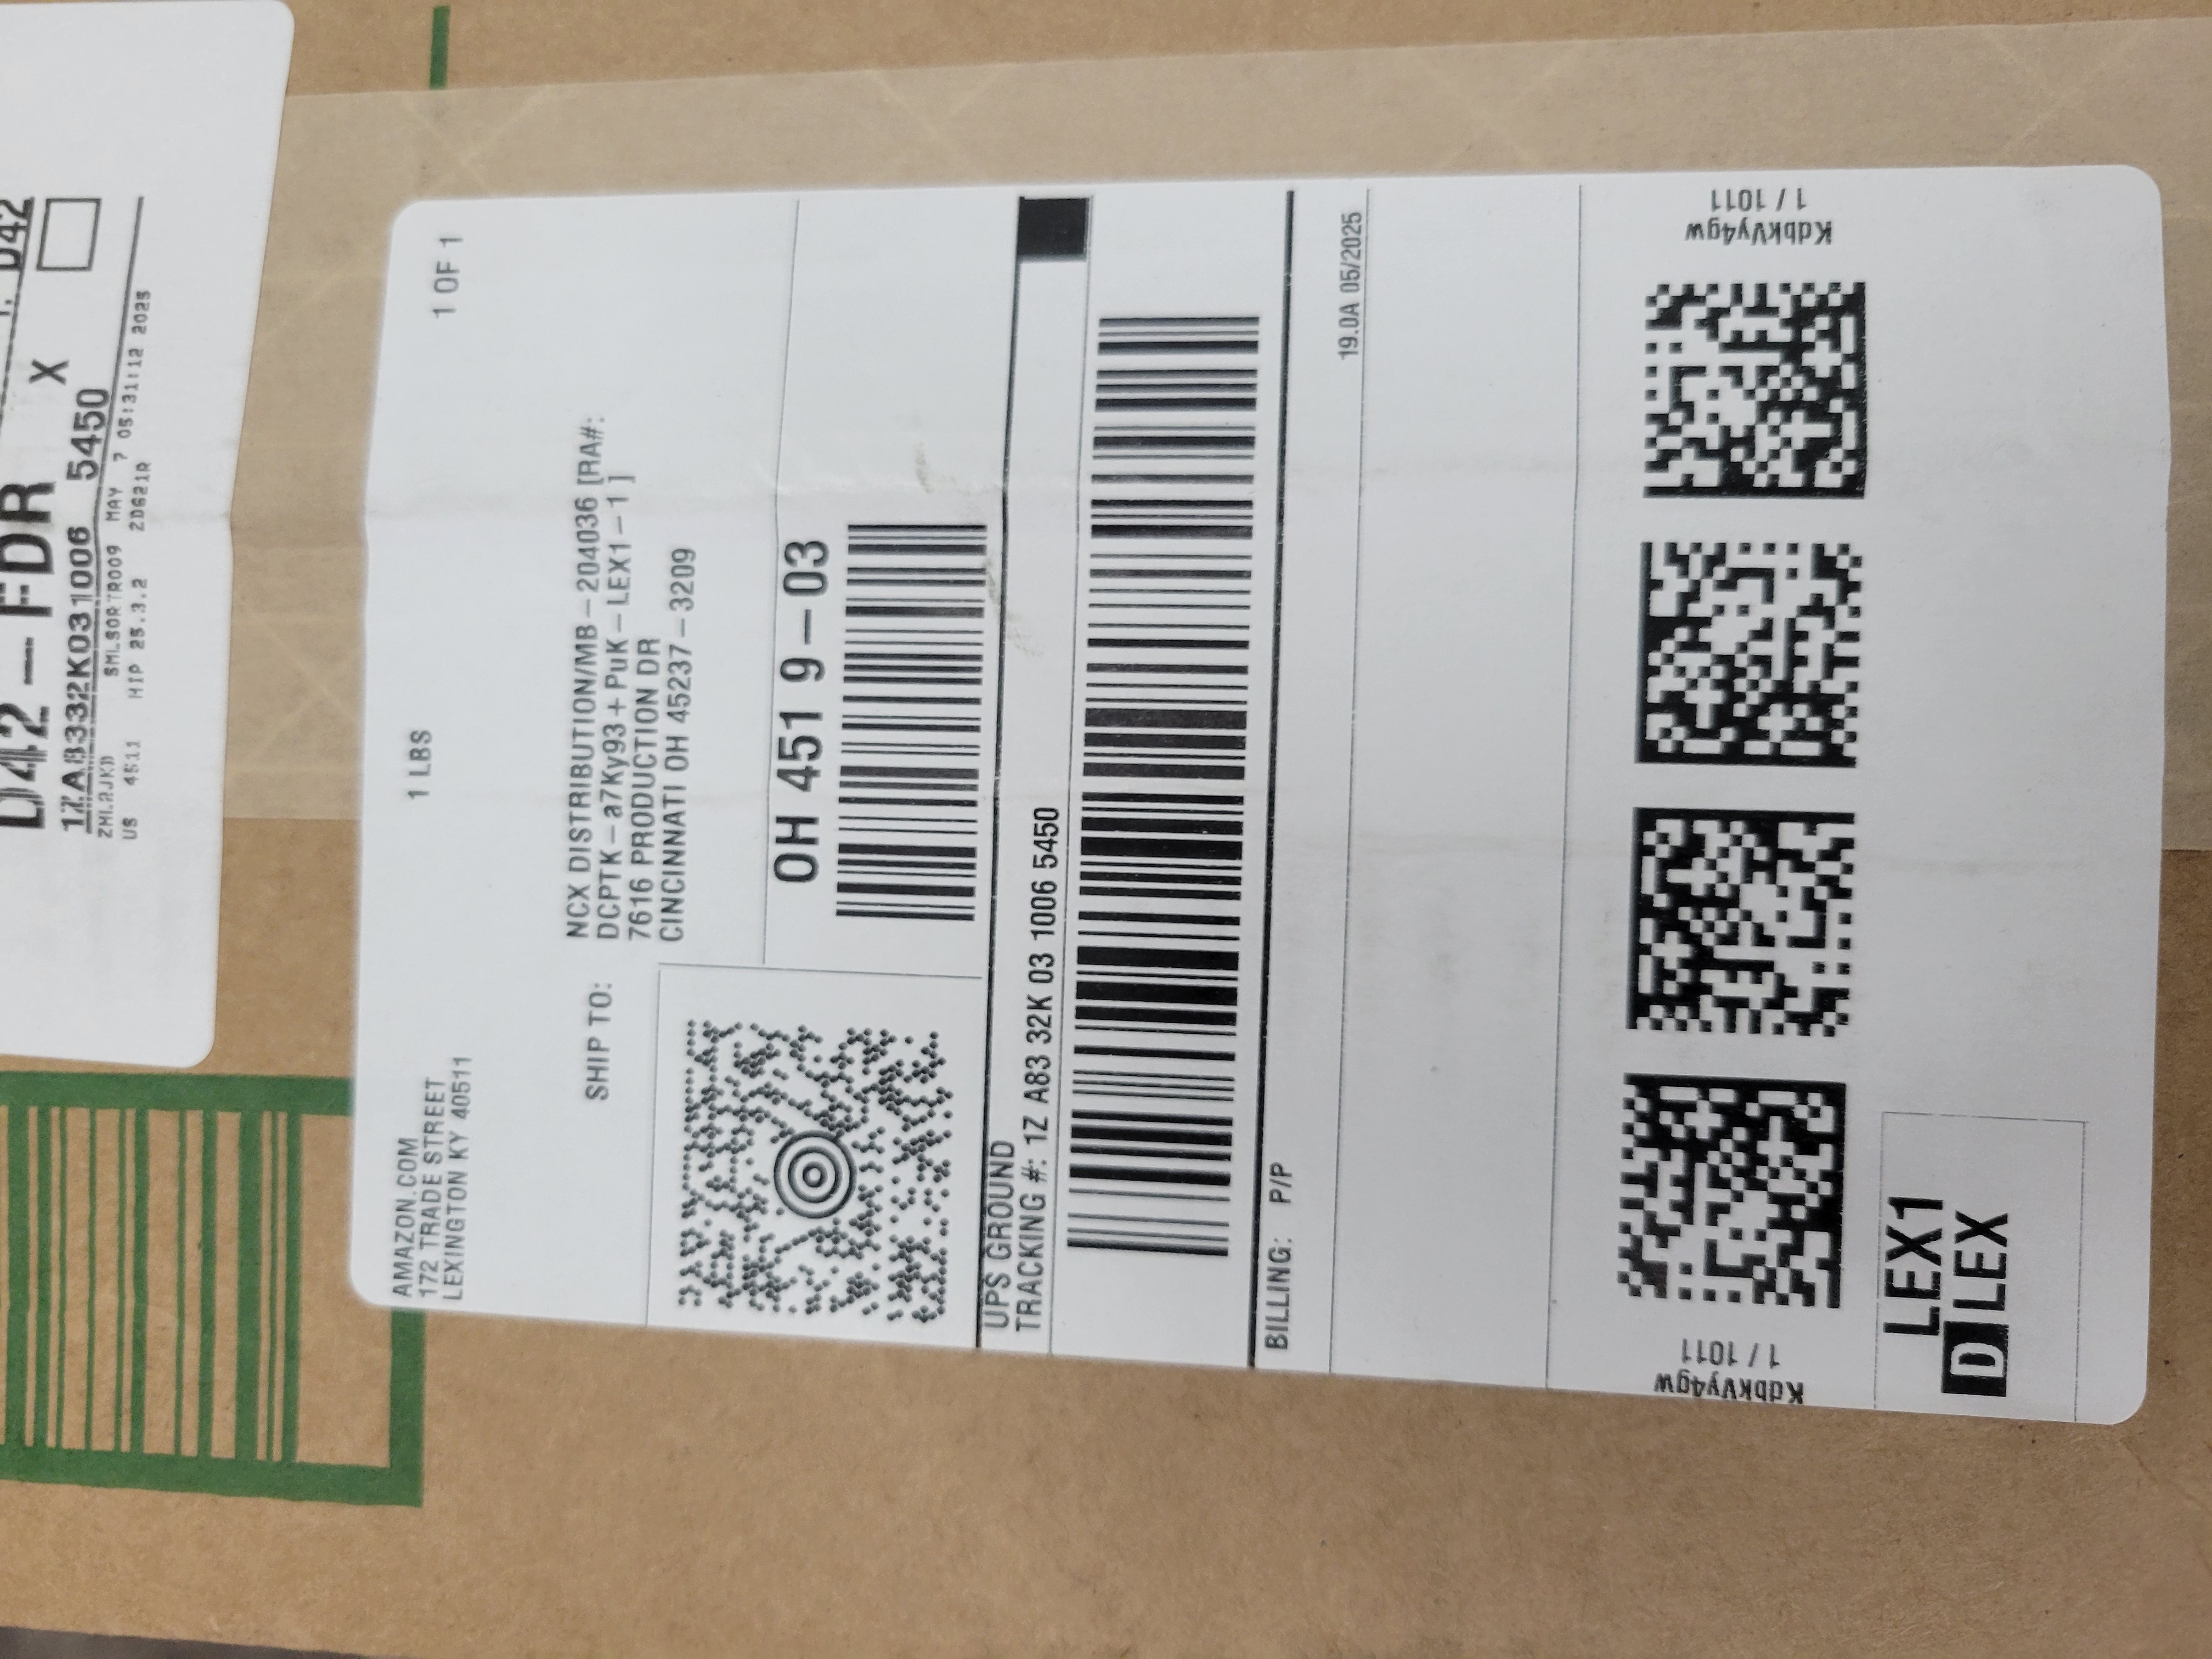 FDR X
5450
SMLSORTR009 MAY 7 05:31:12 2025
US 4511 HIP 25.3.2 ZD621R
AMAZON.COM
172 TRADE STREET
LEXINGTON KY 40511
1 LBS
1 OF 1
SHIP TO:
NCX DISTRIBUTION/MB-204036 [RA#:
DCPTK-a7Ky93+PuK-LEX1-1]
7616 PRODUCTION DR
CINCINNATI OH 45237-3209
OH 451 9-03
UPS GROUND
TRACKING #: 1Z A83 32K 03 1006 5450
BILLING: P/P
19.0A 05/2025
KdbkVy4gw
1 / 1011
KdbkVy4gw
1 / 1011
LEX1
D LEX